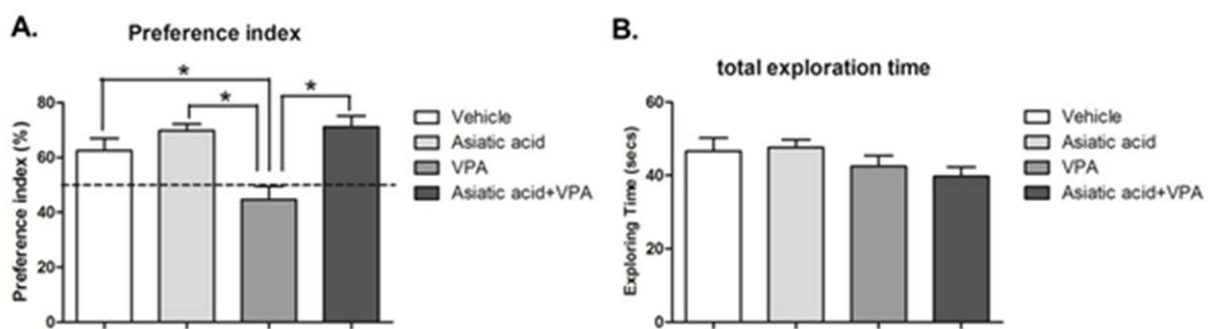 A.
Preference index
*
*
*
Preference index (%)
80
60
40
20
0
Vehicle
Asiatic acid
VPA
Asiatic acid+VPA
B.
total exploration time
Exploring Time (secs)
60
40
20
0
Vehicle
Asiatic acid
VPA
Asiatic acid+VPA